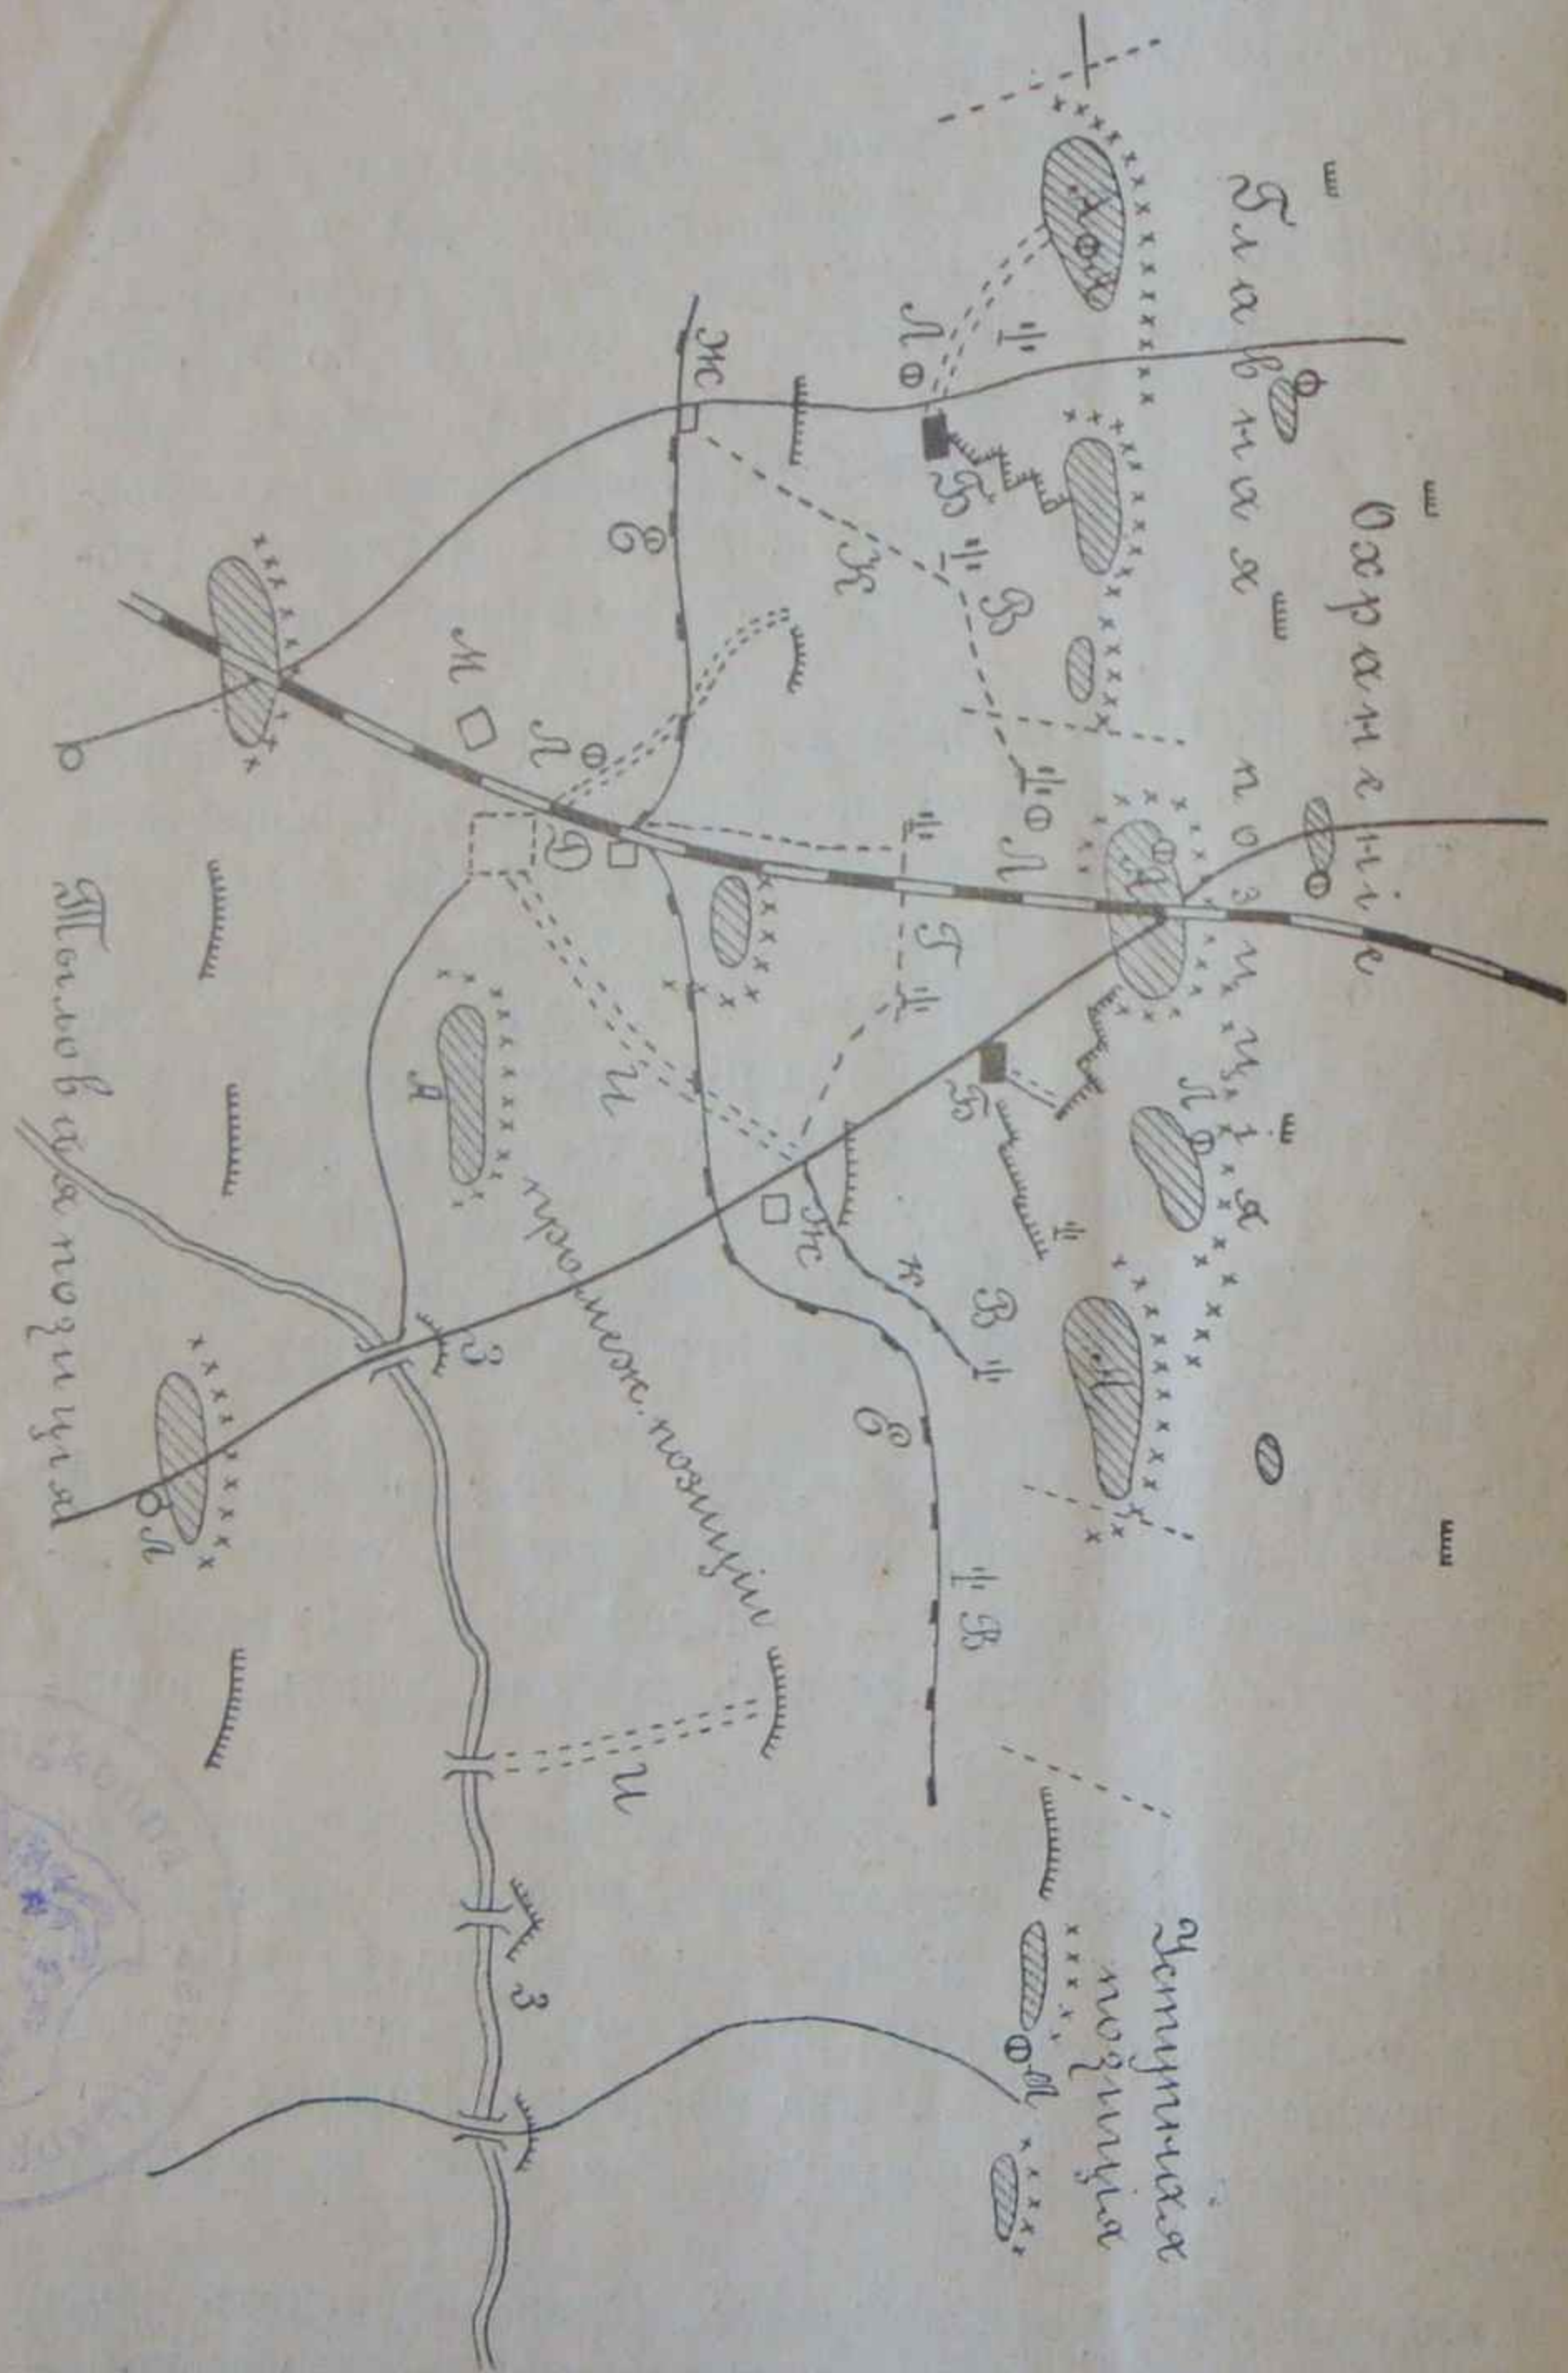 Охраненіе
Главная позиція
Уступная позиція
промеж. позиціи
Тыловая позиція
А
Л
Б
В
К
Ж
Е
М
Л
Д
Л
Г
А
И
Л
Б
Ж
К
В
А
Е
В
З
И
З
Л
Л